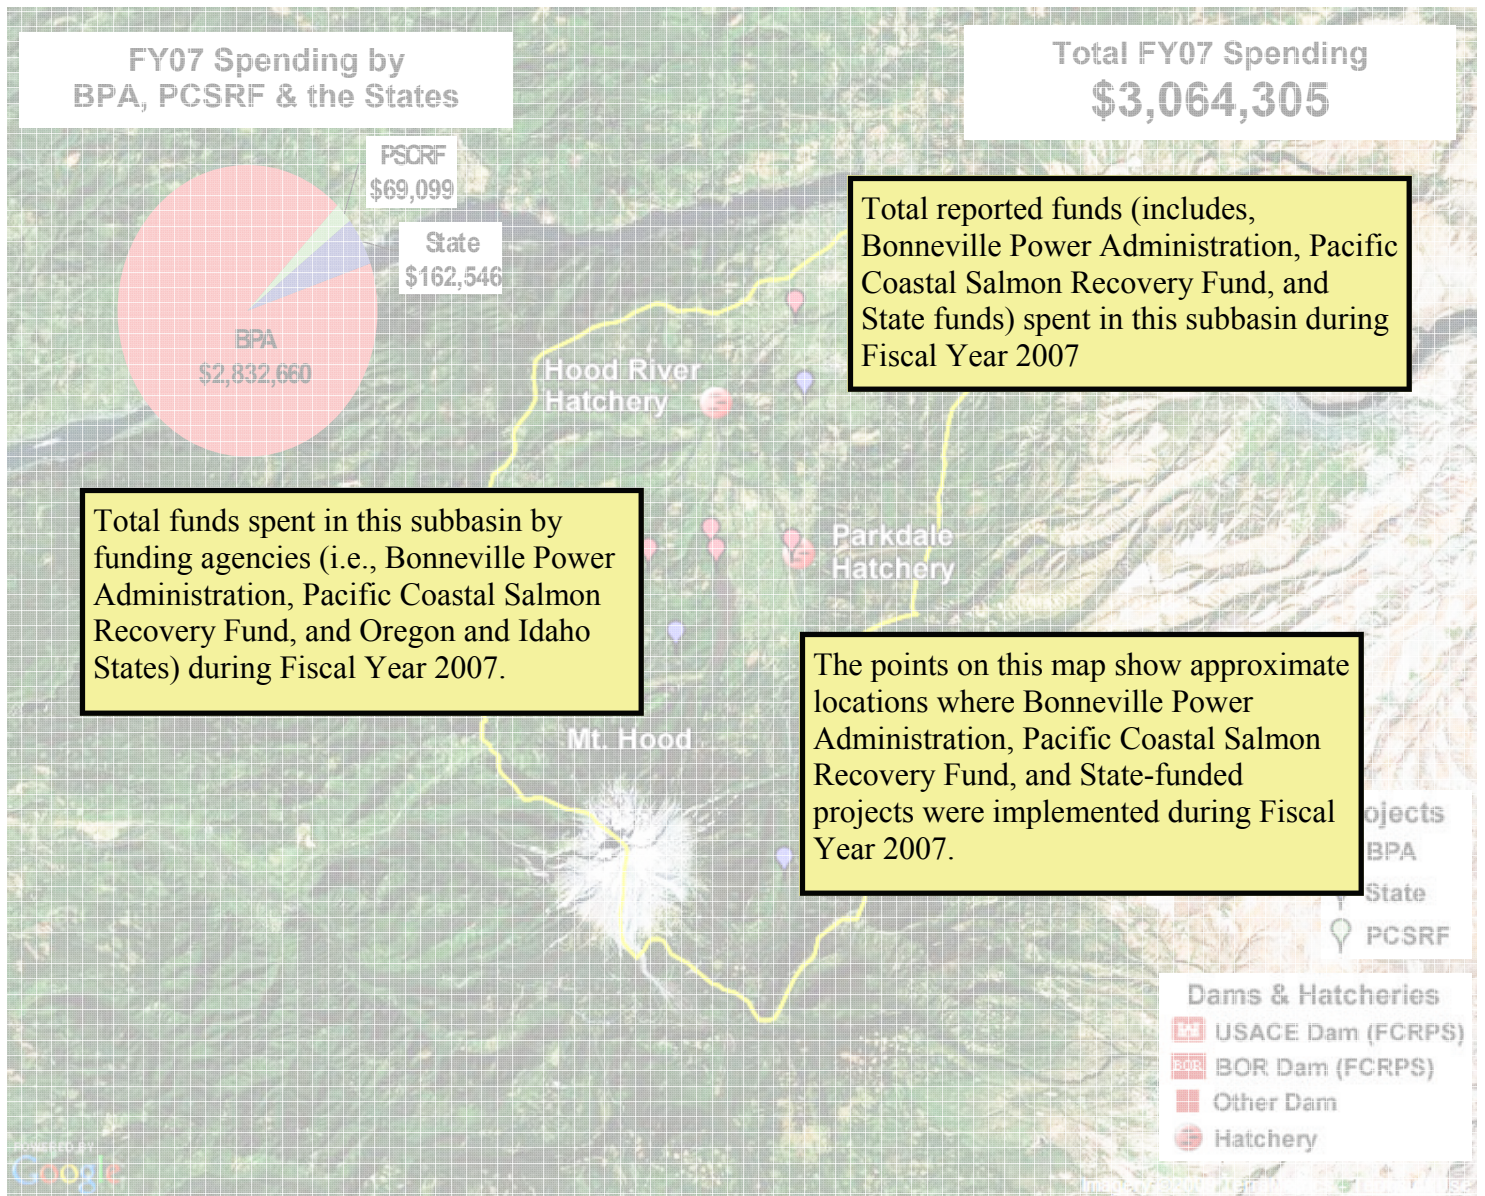 FY07 Spending by
BPA, PCSRF & the States
Total FY07 Spending
$3,064,305
PSCRF
$69,099
State
$162,546
BPA
$2,832,660
Total reported funds (includes,
Bonneville Power Administration, Pacific
Coastal Salmon Recovery Fund, and
State funds) spent in this subbasin during
Fiscal Year 2007
Hood River
Hatchery
Total funds spent in this subbasin by
funding agencies (i.e., Bonneville Power
Administration, Pacific Coastal Salmon
Recovery Fund, and Oregon and Idaho
States) during Fiscal Year 2007.
Parkdale
Hatchery
The points on this map show approximate
locations where Bonneville Power
Administration, Pacific Coastal Salmon
Recovery Fund, and State-funded
projects were implemented during Fiscal
Year 2007.
Mt. Hood
ojects
BPA
State
PCSRF
Dams & Hatcheries
USACE Dam (FCRPS)
BOR BOR Dam (FCRPS)
Other Dam
Hatchery
POWERED BY
Google